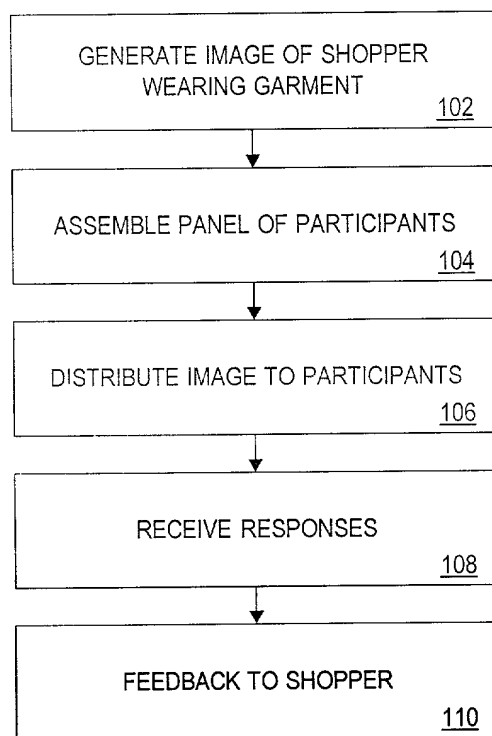 GENERATE IMAGE OF SHOPPER
WEARING GARMENT
102
ASSEMBLE PANEL OF PARTICIPANTS
104
DISTRIBUTE IMAGE TO PARTICIPANTS
106
RECEIVE RESPONSES
108
FEEDBACK TO SHOPPER
110